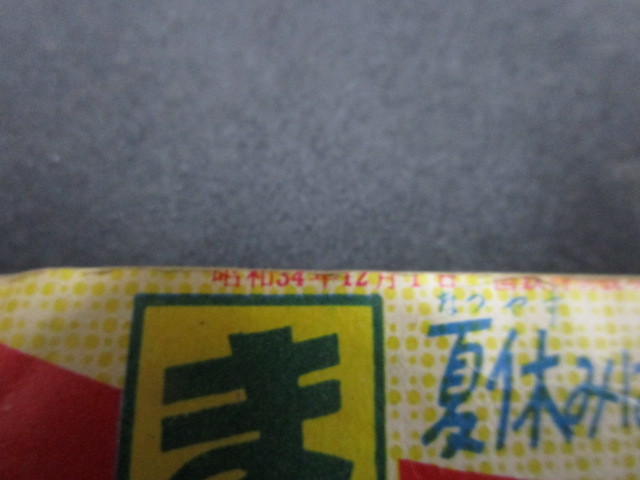 昭和34年12月1日
ま
なつやす
夏休み